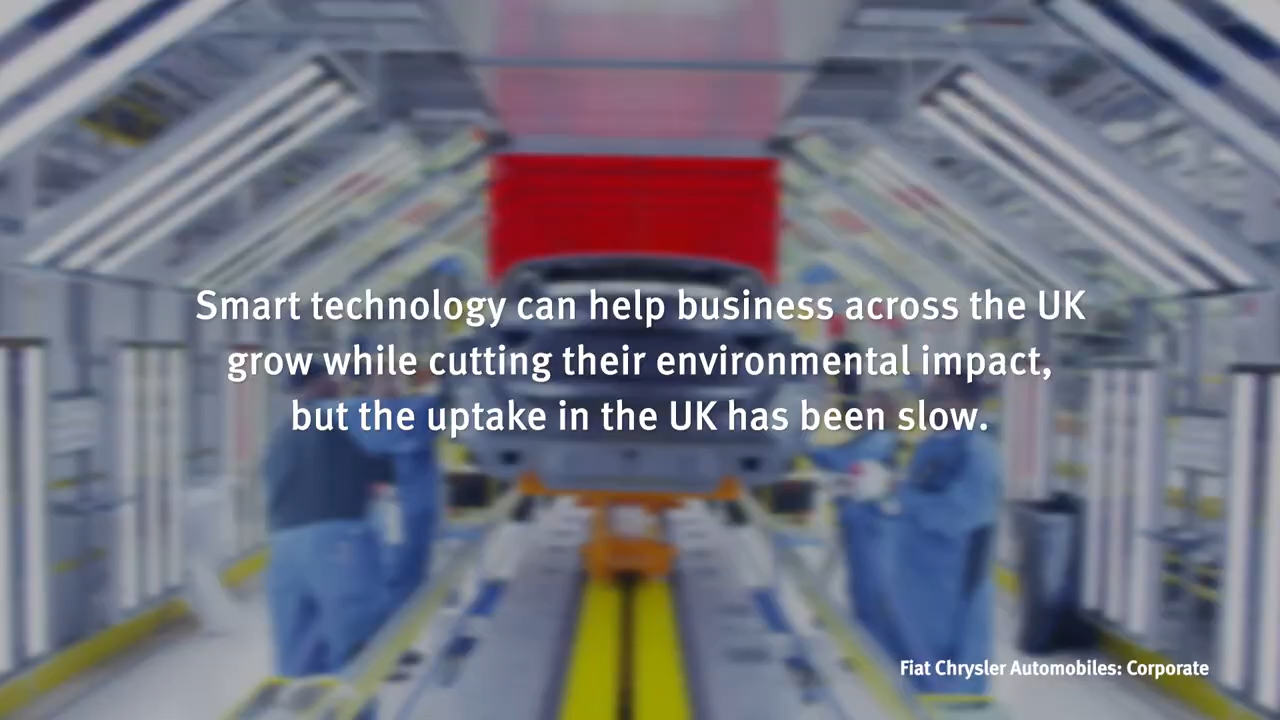 Smart technology can help business across the UK
grow while cutting their environmental impact,
but the uptake in the UK has been slow.
Fiat Chrysler Automobiles: Corporate